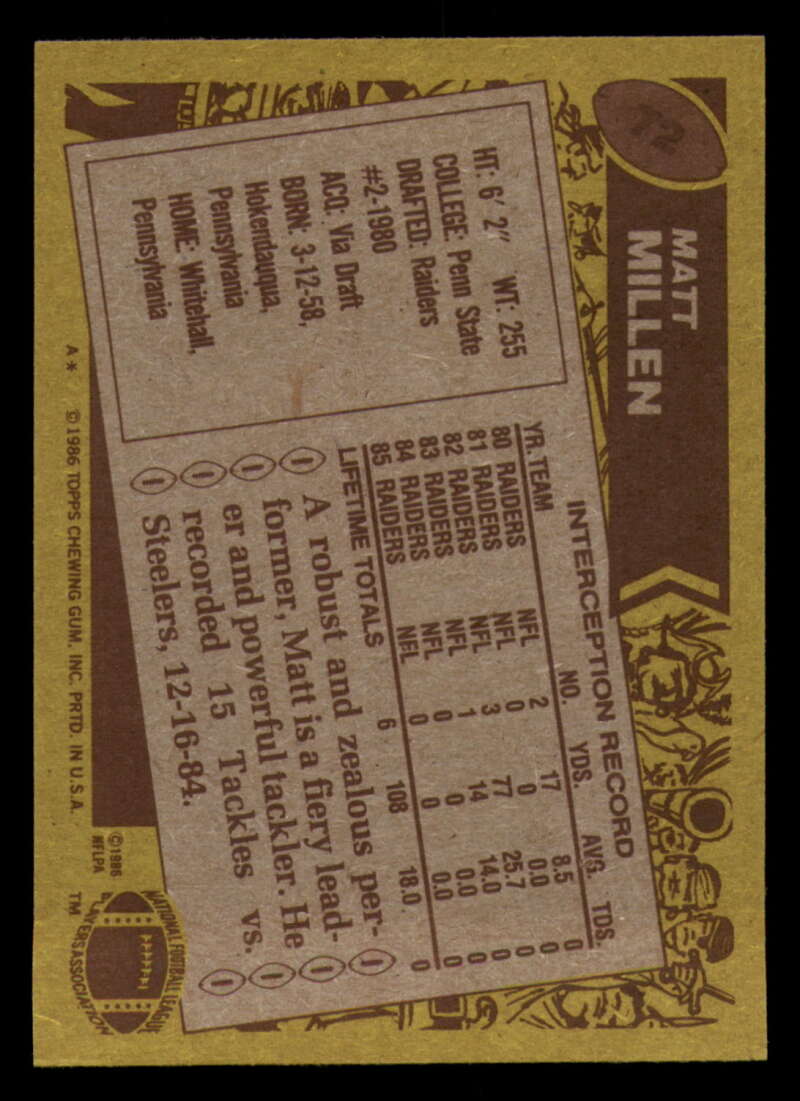 72
MATT
MILLEN
HT: 6' 2" WT: 255
COLLEGE: Penn State
DRAFTED: Raiders
#2-1980
ACQ: Via Draft
BORN: 3-12-58,
Hokendauqua,
Pennsylvania
HOME: Whitehall,
Pennsylvania
INTERCEPTION RECORD
YR. TEAM NO. YDS. AVG. TDS.
80 RAIDERS NFL 2 17 8.5 0
81 RAIDERS NFL 0 0 0.0 0
82 RAIDERS NFL 3 77 25.7 0
83 RAIDERS NFL 1 14 14.0 0
84 RAIDERS NFL 0 0 0.0 0
85 RAIDERS NFL 0 0 0.0 0
LIFETIME TOTALS 6 108 18.0 0
A robust and zealous per-
former, Matt is a fiery lead-
er and powerful tackler. He
recorded 15 Tackles vs.
Steelers, 12-16-84.
A* ©1986 TOPPS CHEWING GUM, INC. PRTD. IN U.S.A.
©1986
NFLPA
NATIONAL FOOTBALL LEAGUE
PLAYERS ASSOCIATION
TM